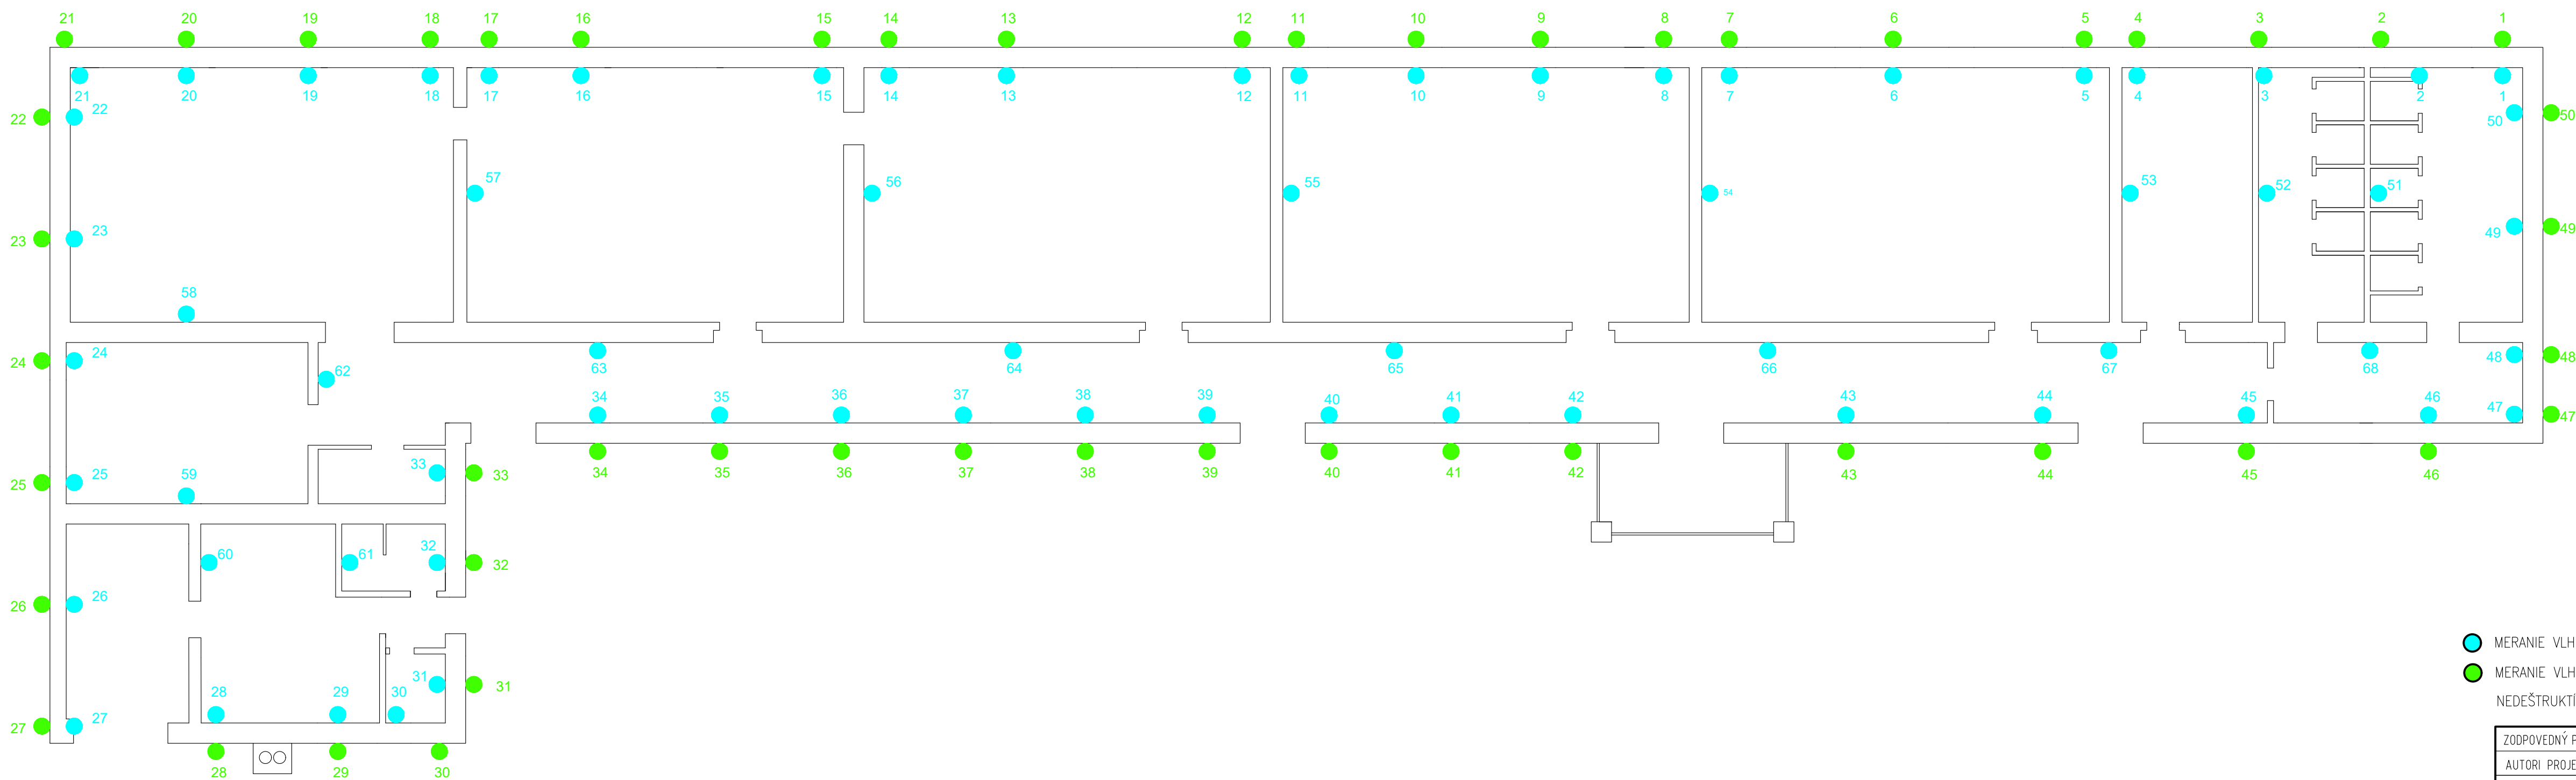 21 20 19 18 17 16 15 14 13 12 11 10 9 8 7 6 5 4 3 2 1
21 20 19 18 17 16 15 14 13 12 11 10 9 8 7 6 5 4 3 2 1
22 22 50 50
57 56 55 54 53 52 51
23 23 49 49
58
24 24 62 63 64 65 66 67 68 48 48
34 35 36 37 38 39 40 41 42 43 44 45 46 47 47
25 25 59 33 33 34 35 36 37 38 39 40 41 42 43 44 45 46
60 61 32 32
26 26
31 31
27 27 28 29 30
28 29 30
MERANIE VLH
MERANIE VLH
NEDEŠTRUKTÍ
ZODPOVEDNÝ P
AUTORI PROJE